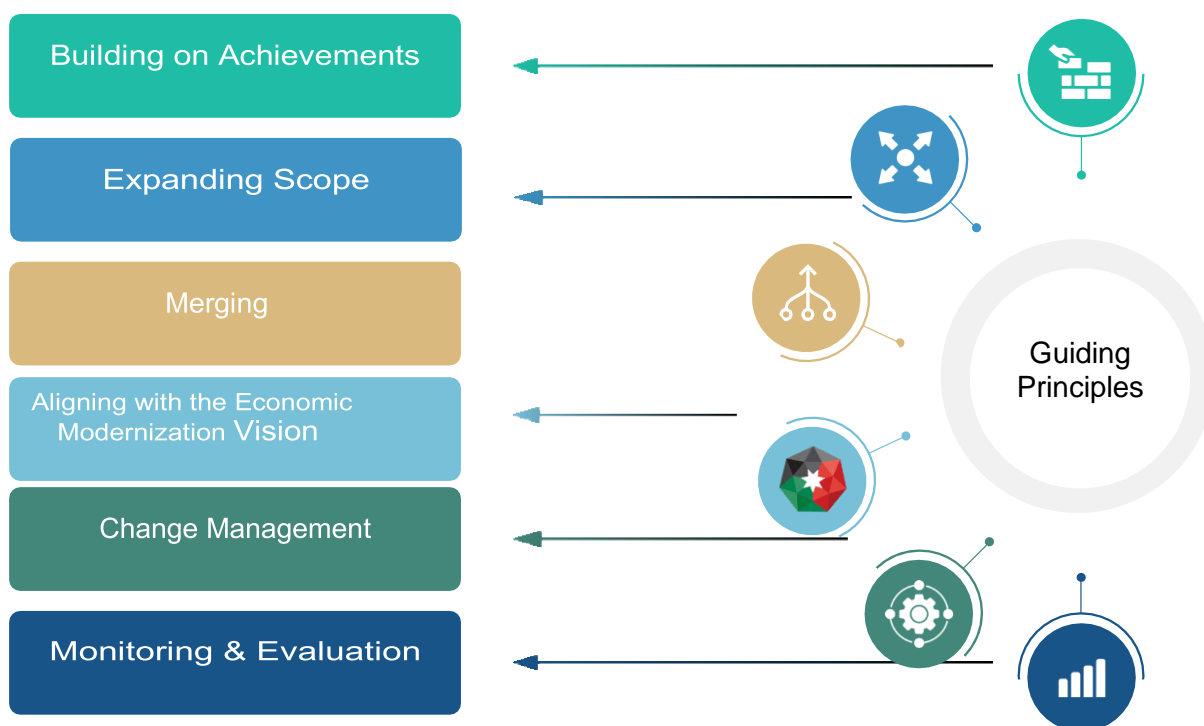 Building on Achievements
Expanding Scope
Merging
Aligning with the Economic
Modernization Vision
Change Management
Monitoring & Evaluation
Guiding
Principles